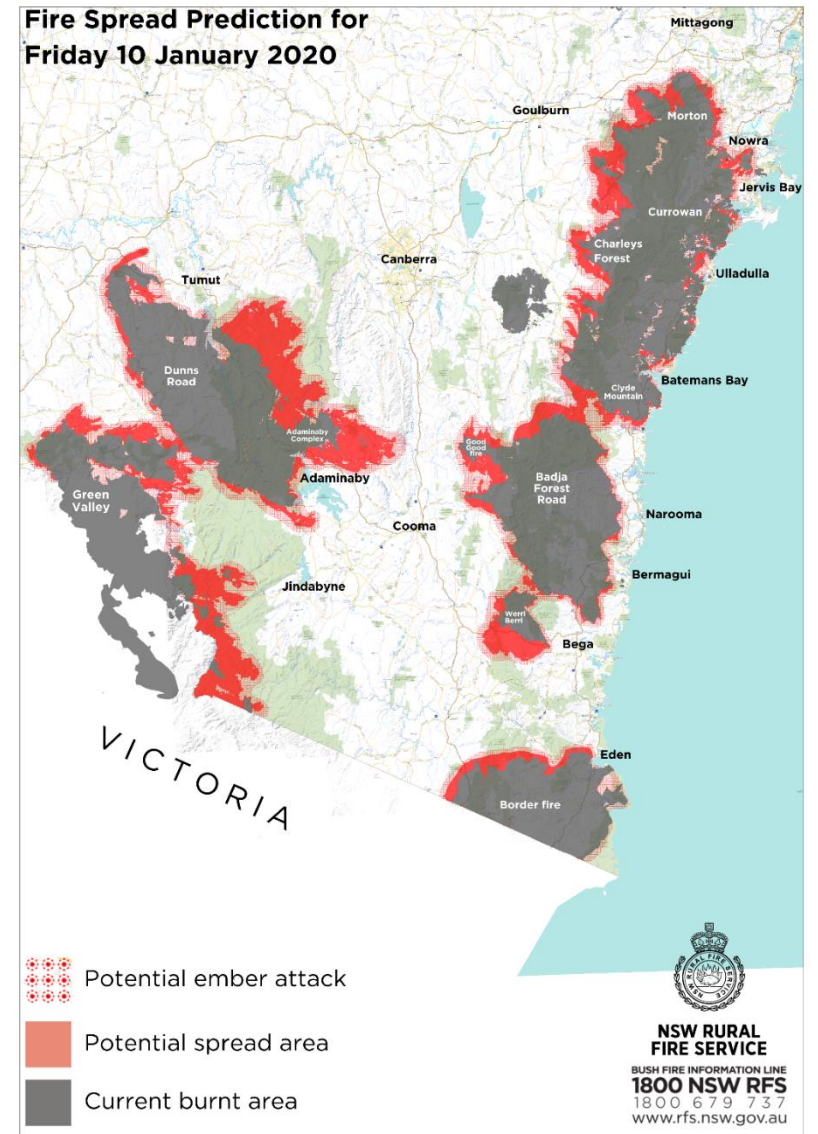 Fire Spread Prediction for
Friday 10 January 2020
Mittagong
Goulburn
Morton
Nowra
Jervis Bay
Currowan
Charleys
Forest
Canberra
Ulladulla
Tumut
Dunns
Road
Batemans Bay
Clyde
Mountain
Adaminaby
Complex
Good
Good
fire
Adaminaby
Badja
Forest
Road
Green
Valley
Narooma
Cooma
Bermagui
Jindabyne
Werri
Berri
Bega
VICTORIA
Eden
Border fire
Potential ember attack
Potential spread area
Current burnt area
NSW RURAL FIRE SERVICE
NSW RURAL
FIRE SERVICE
BUSH FIRE INFORMATION LINE
1800 NSW RFS
1800 679 737
www.rfs.nsw.gov.au